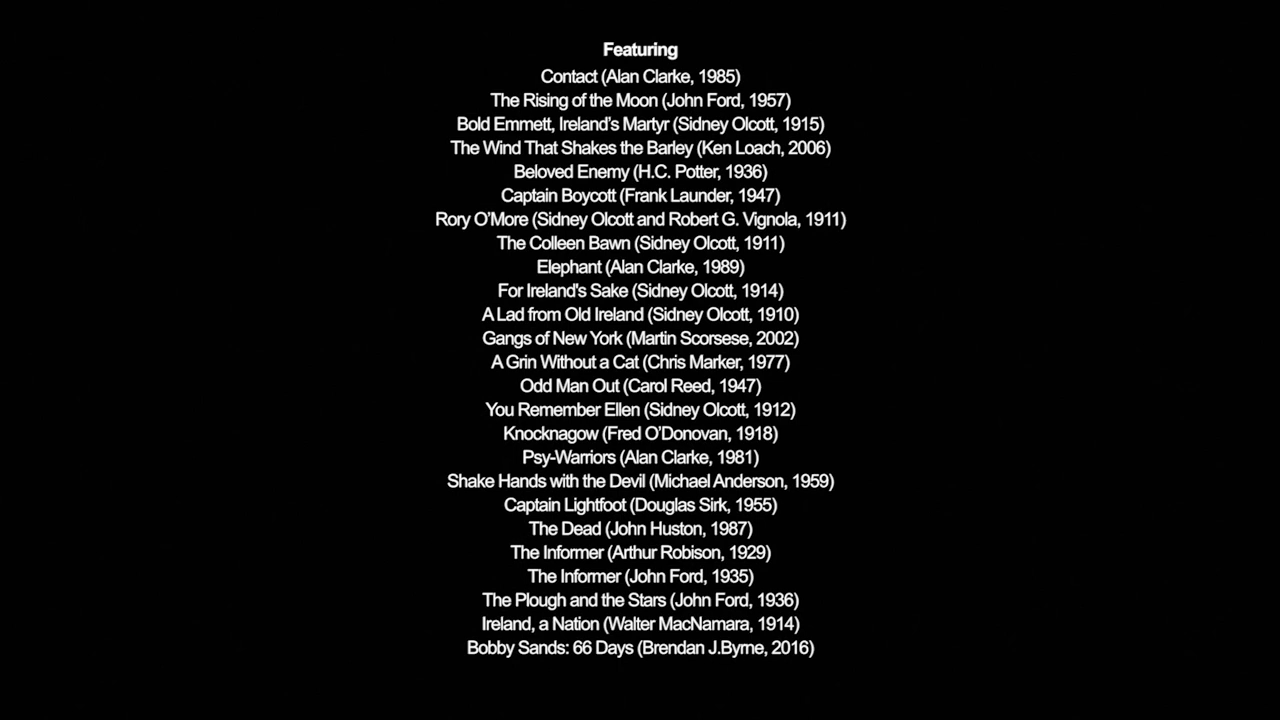 Featuring
Contact (Alan Clarke, 1985)
The Rising of the Moon (John Ford, 1957)
Bold Emmett, Ireland’s Martyr (Sidney Olcott, 1915)
The Wind That Shakes the Barley (Ken Loach, 2006)
Beloved Enemy (H.C. Potter, 1936)
Captain Boycott (Frank Launder, 1947)
Rory O’More (Sidney Olcott and Robert G. Vignola, 1911)
The Colleen Bawn (Sidney Olcott, 1911)
Elephant (Alan Clarke, 1989)
For Ireland's Sake (Sidney Olcott, 1914)
A Lad from Old Ireland (Sidney Olcott, 1910)
Gangs of New York (Martin Scorsese, 2002)
A Grin Without a Cat (Chris Marker, 1977)
Odd Man Out (Carol Reed, 1947)
You Remember Ellen (Sidney Olcott, 1912)
Knocknagow (Fred O’Donovan, 1918)
Psy-Warriors (Alan Clarke, 1981)
Shake Hands with the Devil (Michael Anderson, 1959)
Captain Lightfoot (Douglas Sirk, 1955)
The Dead (John Huston, 1987)
The Informer (Arthur Robison, 1929)
The Informer (John Ford, 1935)
The Plough and the Stars (John Ford, 1936)
Ireland, a Nation (Walter MacNamara, 1914)
Bobby Sands: 66 Days (Brendan J.Byrne, 2016)